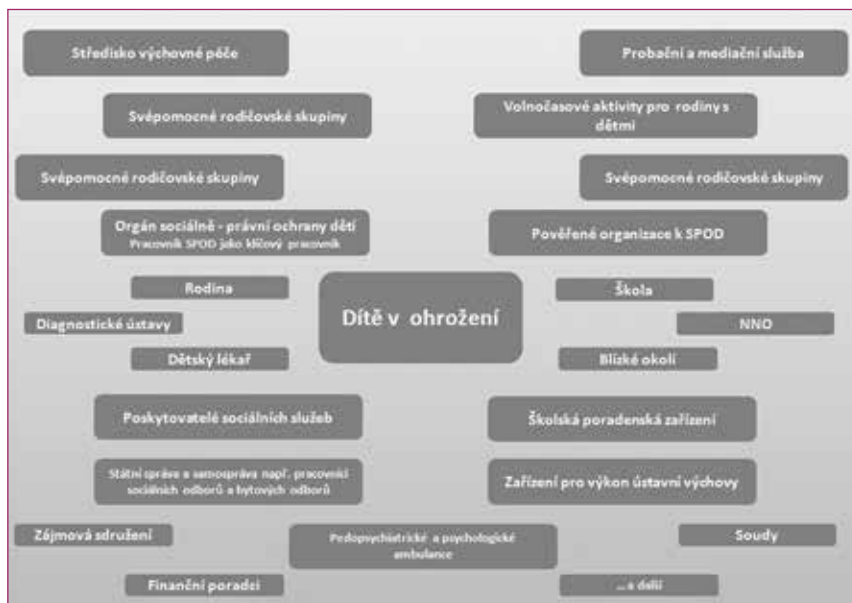 Středisko výchovné péče
Probační a mediační služba
Svépomocné rodičovské skupiny
Volnočasové aktivity pro rodiny s
dětmi
Svépomocné rodičovské skupiny
Svépomocné rodičovské skupiny
Orgán sociálně - právní ochrany dětí
Pracovník SPOD jako klíčový pracovník
Pověřené organizace k SPOD
Rodina
Škola
Dítě v ohrožení
Diagnostické ústavy
NNO
Dětský lékař
Blízké okolí
Poskytovatelé sociálních služeb
Školská poradenská zařízení
Státní správa a samospráva např. pracovníci
sociálních odborů a bytových odborů
Zařízení pro výkon ústavní výchovy
Zájmová sdružení
Pedopsychiatrické a psychologické
ambulance
Soudy
Finanční poradci
...a další